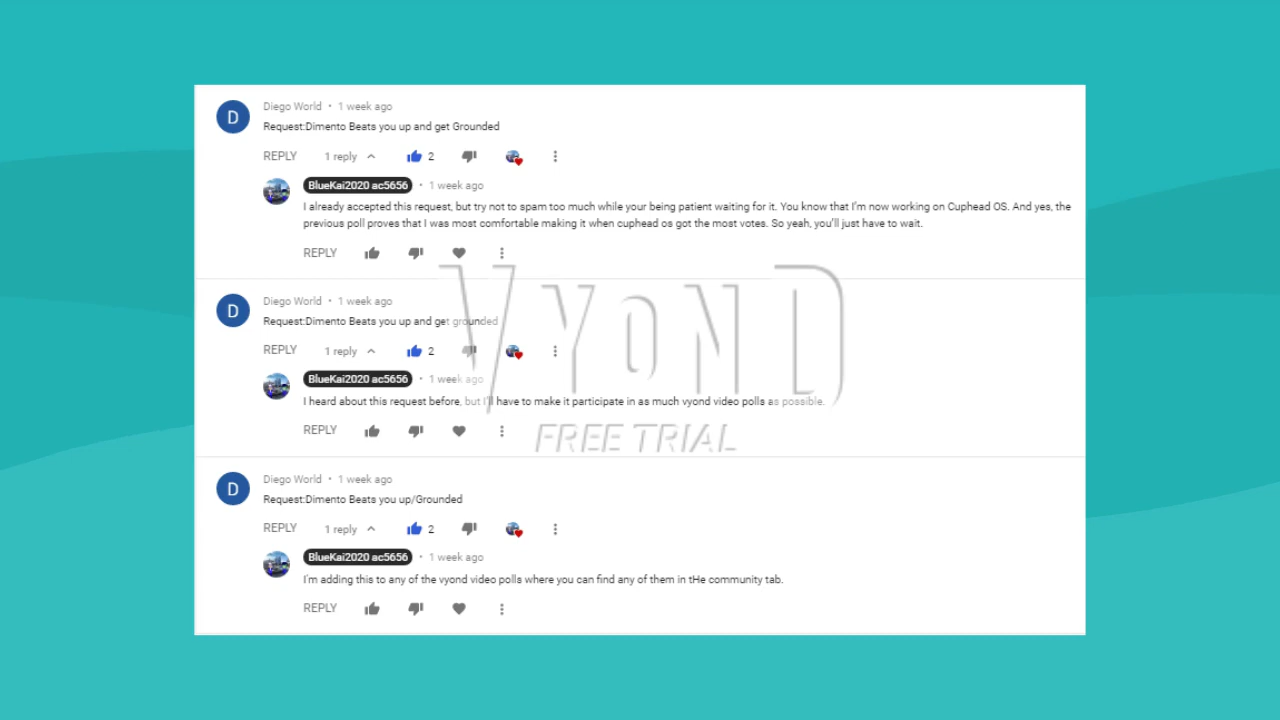 D
Diego World • 1 week ago
Request:Dimento Beats you up and get Grounded
REPLY 1 reply 2
BlueKai2020 ac5656 • 1 week ago
I already accepted this request, but try not to spam too much while your being patient waiting for it. You know that I'm now working on Cuphead OS. And yes, the
previous poll proves that I was most comfortable making it when cuphead os got the most votes. So yeah, you'll just have to wait.
REPLY
D
Diego World • 1 week ago
Request:Dimento Beats you up and get grounded
REPLY 1 reply 2
BlueKai2020 ac5656 • 1 week ago
I heard about this request before, but I'll have to make it participate in as much vyond video polls as possible.
REPLY
VYOND
FREE TRIAL
D
Diego World • 1 week ago
Request:Dimento Beats you up/Grounded
REPLY 1 reply 2
BlueKai2020 ac5656 • 1 week ago
I'm adding this to any of the vyond video polls where you can find any of them in tHe community tab.
REPLY